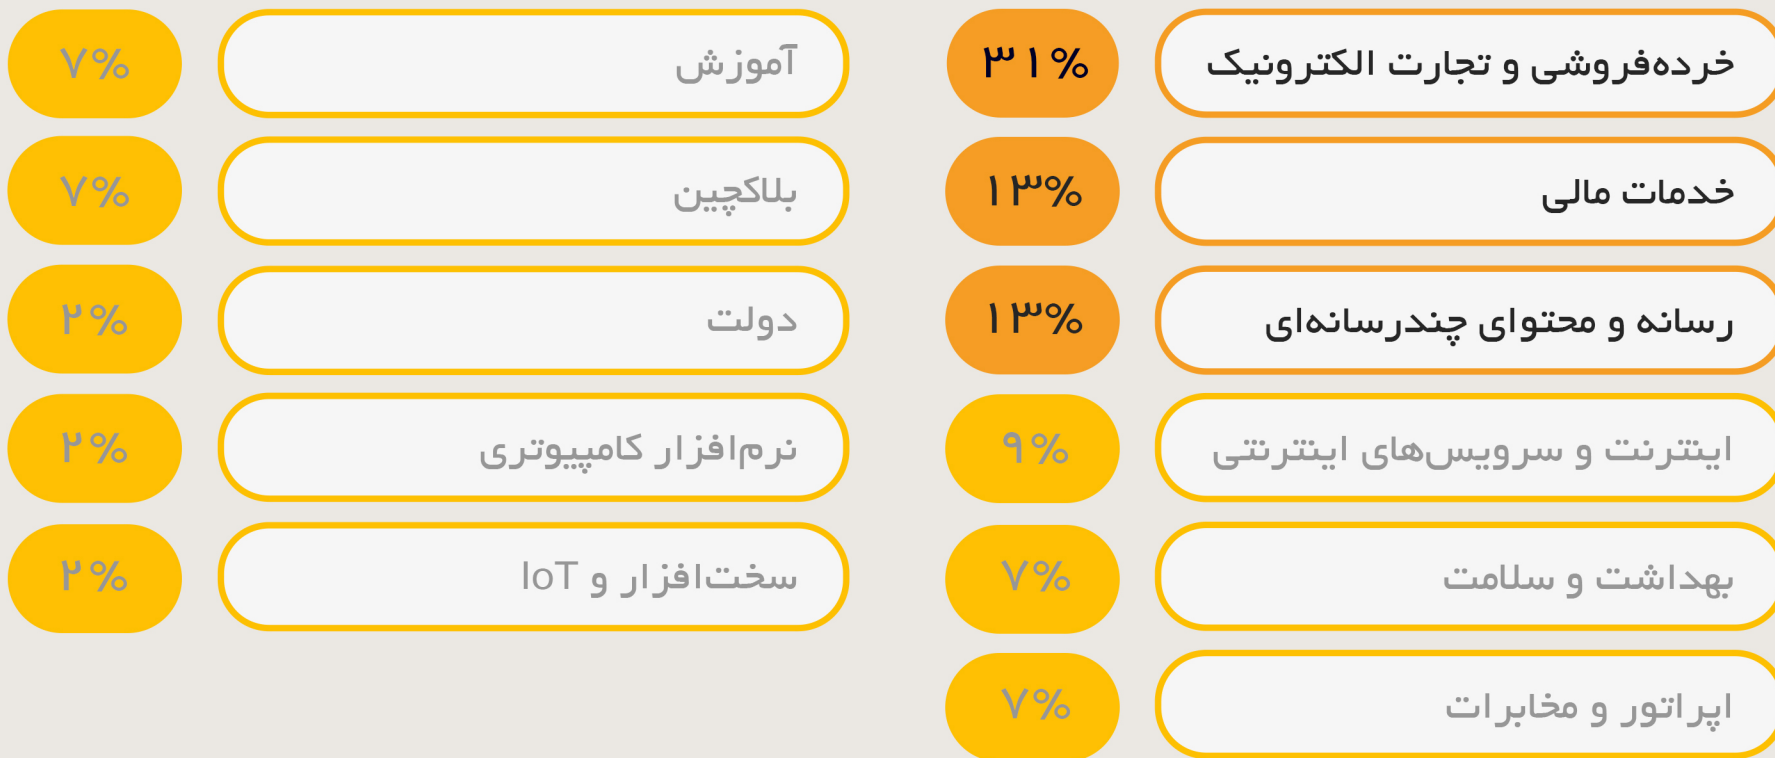 خرده‌فروشی و تجارت الکترونیک ۳۱%
خدمات مالی ۱۳%
رسانه و محتوای چندرسانه‌ای ۱۳%
اینترنت و سرویس‌های اینترنتی ۹%
بهداشت و سلامت ۷%
اپراتور و مخابرات ۷%
آموزش ۷%
بلاکچین ۷%
دولت ۲%
نرم‌افزار کامپیوتری ۲%
سخت‌افزار و IoT ۲%